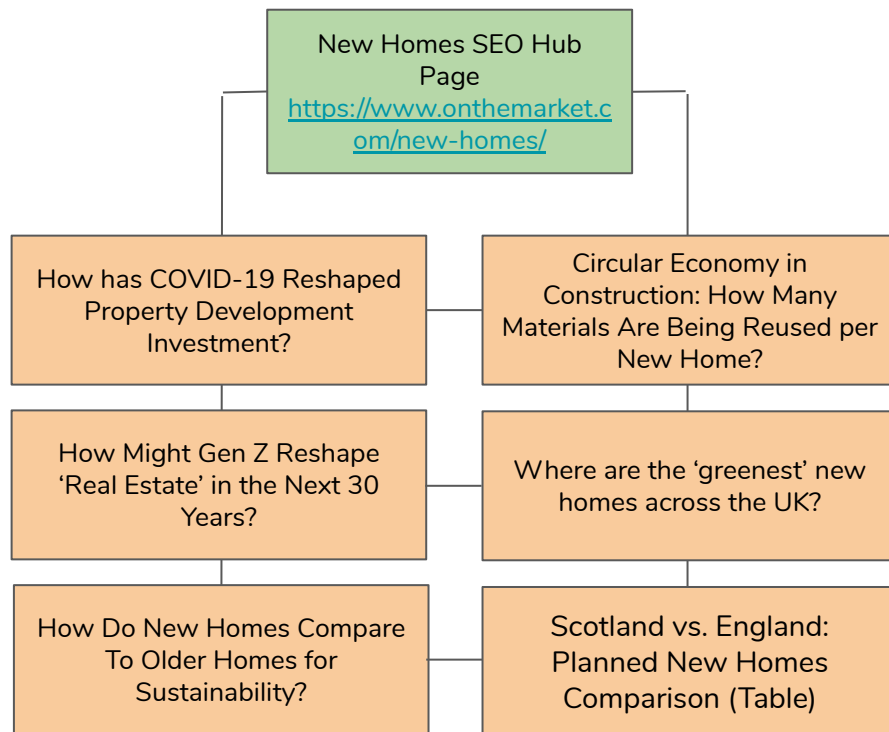 New Homes SEO Hub
Page
https://www.onthemarket.c
om/new-homes/
How has COVID-19 Reshaped
Property Development
Investment?
Circular Economy in
Construction: How Many
Materials Are Being Reused per
New Home?
How Might Gen Z Reshape
‘Real Estate’ in the Next 30
Years?
Where are the ‘greenest’ new
homes across the UK?
How Do New Homes Compare
To Older Homes for
Sustainability?
Scotland vs. England:
Planned New Homes
Comparison (Table)